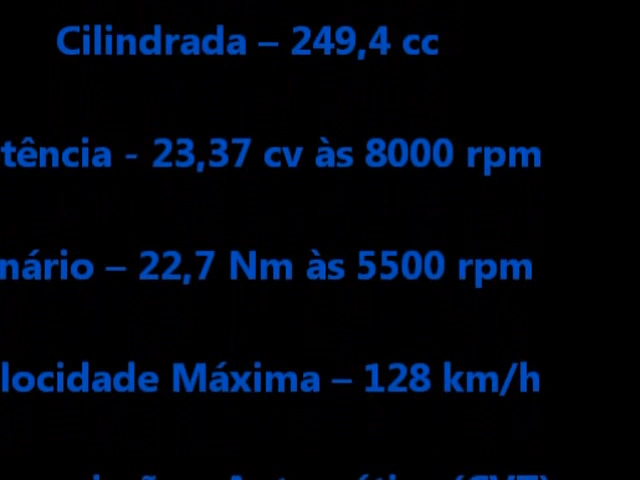 Cilindrada – 249,4 cc
tência - 23,37 cv às 8000 rpm
nário – 22,7 Nm às 5500 rpm
locidade Máxima – 128 km/h
(CVT)